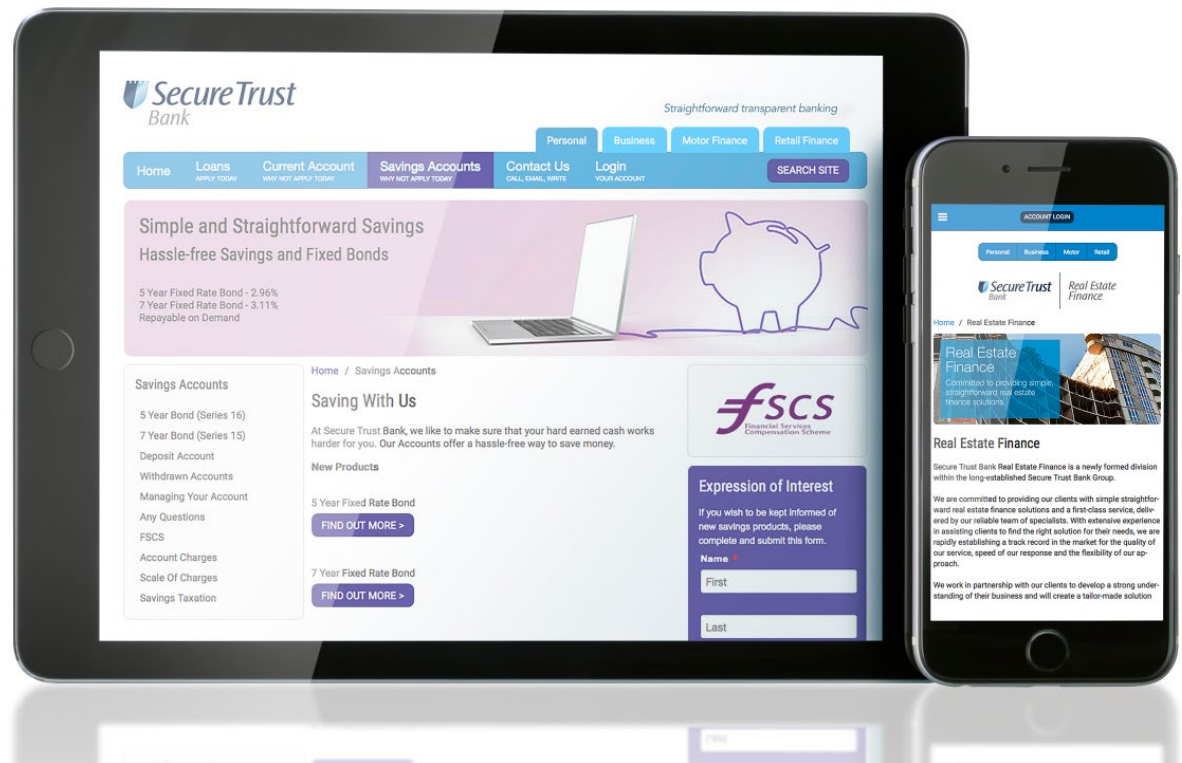 SecureTrust
Bank
Straightforward transparent banking
Personal
Business
Motor Finance
Retail Finance
Home
Loans
APPLY TODAY
Current Account
WHY NOT APPLY TODAY
Savings Accounts
WHY NOT APPLY TODAY
Contact Us
CALL, EMAIL, WRITE
Login
YOUR ACCOUNT
SEARCH SITE
Simple and Straightforward Savings
Hassle-free Savings and Fixed Bonds
5 Year Fixed Rate Bond - 2.96%
7 Year Fixed Rate Bond - 3.11%
Repayable on Demand
Savings Accounts
5 Year Bond (Series 16)
7 Year Bond (Series 15)
Deposit Account
Withdrawn Accounts
Managing Your Account
Any Questions
FSCS
Account Charges
Scale Of Charges
Savings Taxation
Home / Savings Accounts
Saving With Us
At Secure Trust Bank, we like to make sure that your hard earned cash works
harder for you. Our Accounts offer a hassle-free way to save money.
New Products
5 Year Fixed Rate Bond
FIND OUT MORE >
7 Year Fixed Rate Bond
FIND OUT MORE >
fscs
Financial Services
Compensation Scheme
Expression of Interest
If you wish to be kept informed of
new savings products, please
complete and submit this form.
Name *
First
Last
ACCOUNT LOGIN
Personal
Business
Motor
Retail
SecureTrust
Bank
Real Estate
Finance
Home / Real Estate Finance
Real Estate
Finance
Committed to providing simple,
straightforward real estate
finance solutions
Real Estate Finance
Secure Trust Bank Real Estate Finance is a newly formed division
within the long-established Secure Trust Bank Group.
We are committed to providing our clients with simple straightfor-
ward real estate finance solutions and a first-class service, deliv-
ered by our reliable team of specialists. With extensive experience
in assisting clients to find the right solution for their needs, we are
rapidly establishing a track record in the market for the quality of
our service, speed of our response and the flexibility of our ap-
proach.
We work in partnership with our clients to develop a strong under-
standing of their business and will create a tailor-made solution